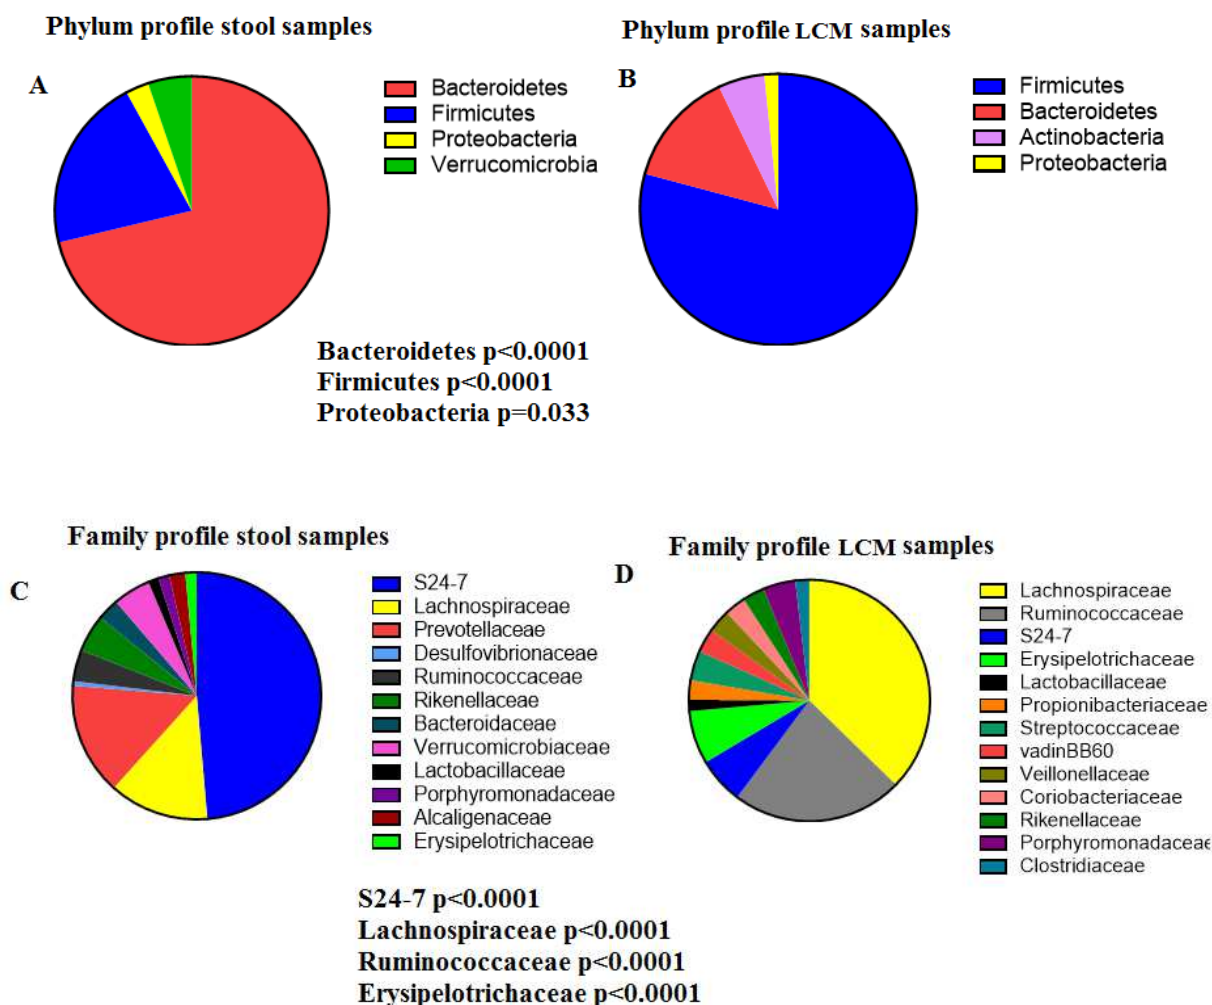 Phylum profile stool samples
A
Bacteroidetes
Firmicutes
Proteobacteria
Verrucomicrobia
Phylum profile LCM samples
B
Firmicutes
Bacteroidetes
Actinobacteria
Proteobacteria
Bacteroidetes p<0.0001
Firmicutes p<0.0001
Proteobacteria p=0.033
Family profile stool samples
C
S24-7
Lachnospiraceae
Prevotellaceae
Desulfovibrionaceae
Ruminococcaceae
Rikenellaceae
Bacteroidaceae
Verrucomicrobiaceae
Lactobacillaceae
Porphyromonadaceae
Alcaligenaceae
Erysipelotrichaceae
Family profile LCM samples
D
Lachnospiraceae
Ruminococcaceae
S24-7
Erysipelotrichaceae
Lactobacillaceae
Propionibacteriaceae
Streptococcaceae
vadinBB60
Veillonellaceae
Coriobacteriaceae
Rikenellaceae
Porphyromonadaceae
Clostridiaceae
S24-7 p<0.0001
Lachnospiraceae p<0.0001
Ruminococcaceae p<0.0001
Erysipelotrichaceae p<0.0001